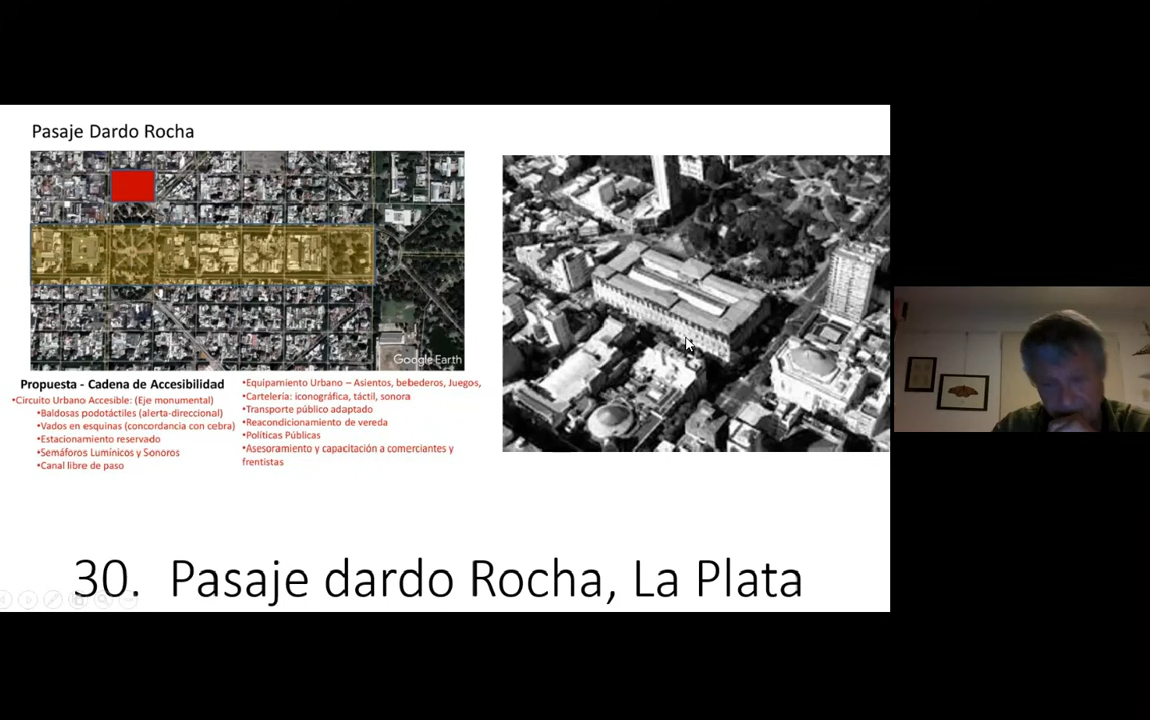 Pasaje Dardo Rocha
Google Earth
Propuesta - Cadena de Accesibilidad
•Circuito Urbano Accesible: (Eje monumental)
•Baldosas podotáctiles (alerta-direccional)
•Vados en esquinas (concordancia con cebra)
•Estacionamiento reservado
•Semáforos Lumínicos y Sonoros
•Canal libre de paso
•Equipamiento Urbano – Asientos, bebederos, Juegos,
•Cartelería: iconográfica, táctil, sonora
•Transporte público adaptado
•Reacondicionamiento de vereda
•Políticas Públicas
•Asesoramiento y capacitación a comerciantes y
frentistas
30. Pasaje dardo Rocha, La Plata